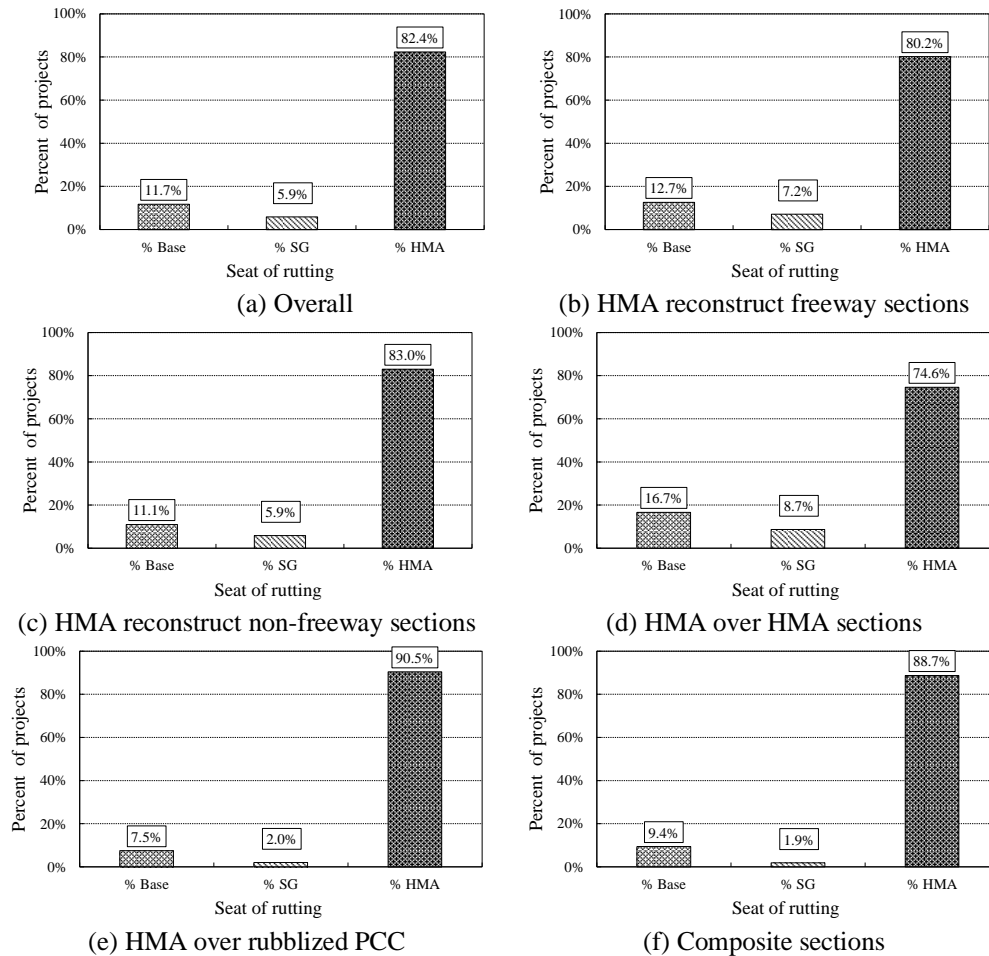 100%
80%
60%
40%
20%
0%
Percent of projects
11.7%
5.9%
82.4%
% Base
% SG
% HMA
Seat of rutting
(a) Overall
100%
80%
60%
40%
20%
0%
Percent of projects
12.7%
7.2%
80.2%
% Base
% SG
% HMA
Seat of rutting
(b) HMA reconstruct freeway sections
100%
80%
60%
40%
20%
0%
Percent of projects
11.1%
5.9%
83.0%
% Base
% SG
% HMA
Seat of rutting
(c) HMA reconstruct non-freeway sections
100%
80%
60%
40%
20%
0%
Percent of projects
16.7%
8.7%
74.6%
% Base
% SG
% HMA
Seat of rutting
(d) HMA over HMA sections
100%
80%
60%
40%
20%
0%
Percent of projects
7.5%
2.0%
90.5%
% Base
% SG
% HMA
Seat of rutting
(e) HMA over rubblized PCC
100%
80%
60%
40%
20%
0%
Percent of projects
9.4%
1.9%
88.7%
% Base
% SG
% HMA
Seat of rutting
(f) Composite sections